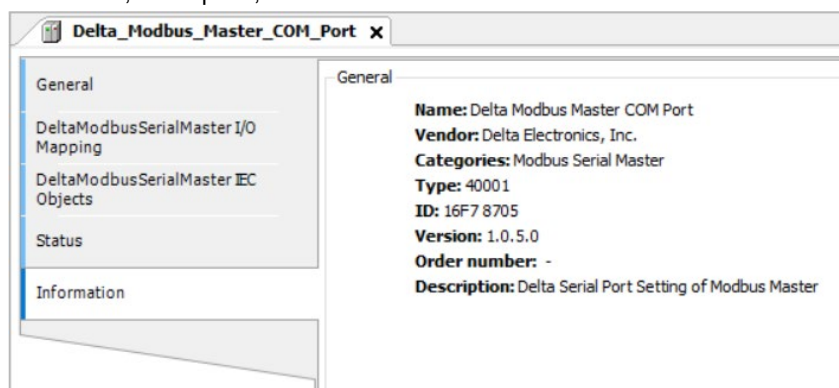 Delta_Modbus_Master_COM_Port
General
DeltaModbusSerialMaster I/O
Mapping
DeltaModbusSerialMaster IEC
Objects
Status
Information
General
Name: Delta Modbus Master COM Port
Vendor: Delta Electronics, Inc.
Categories: Modbus Serial Master
Type: 40001
ID: 16F7 8705
Version: 1.0.5.0
Order number: -
Description: Delta Serial Port Setting of Modbus Master